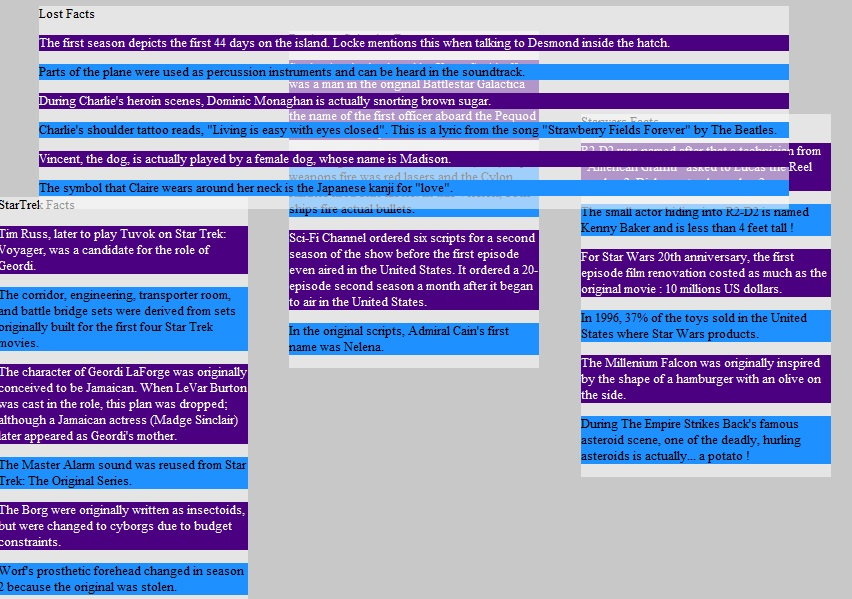 Lost Facts
The first season depicts the first 44 days on the island. Locke mentions this when talking to Desmond inside the hatch.
Parts of the plane were used as percussion instruments and can be heard in the soundtrack.
During Charlie's heroin scenes, Dominic Monaghan is actually snorting brown sugar.
Charlie's shoulder tattoo reads, "Living is easy with eyes closed". This is a lyric from the song "Strawberry Fields Forever" by The Beatles.
Vincent, the dog, is actually played by a female dog, whose name is Madison.
The symbol that Claire wears around her neck is the Japanese kanji for "love".
StarTrek Facts
Tim Russ, later to play Tuvok on Star Trek:
Voyager, was a candidate for the role of
Geordi.
The corridor, engineering, transporter room,
and battle bridge sets were derived from sets
originally built for the first four Star Trek
movies.
The character of Geordi LaForge was originally
conceived to be Jamaican. When LeVar Burton
was cast in the role, this plan was dropped;
although a Jamaican actress (Madge Sinclair)
later appeared as Geordi's mother.
The Master Alarm sound was reused from Star
Trek: The Original Series.
The Borg were originally written as insectoids,
but were changed to cyborgs due to budget
constraints.
Worf's prosthetic forehead changed in season
2 because the original was stolen.
was a man in the original Battlestar Galactica
the name of the first officer aboard the Pequod
weapons fire was red lasers and the Cylon
ships fire actual bullets.
Sci-Fi Channel ordered six scripts for a second
season of the show before the first episode
even aired in the United States. It ordered a 20-
episode second season a month after it began
to air in the United States.
In the original scripts, Admiral Cain's first
name was Nelena.
Starwars Facts
R2-D2 was named after that a technician from
"American Graffiti" asked to Lucas the Reel
The small actor hiding into R2-D2 is named
Kenny Baker and is less than 4 feet tall !
For Star Wars 20th anniversary, the first
episode film renovation costed as much as the
original movie : 10 millions US dollars.
In 1996, 37% of the toys sold in the United
States where Star Wars products.
The Millenium Falcon was originally inspired
by the shape of a hamburger with an olive on
the side.
During The Empire Strikes Back's famous
asteroid scene, one of the deadly, hurling
asteroids is actually... a potato !